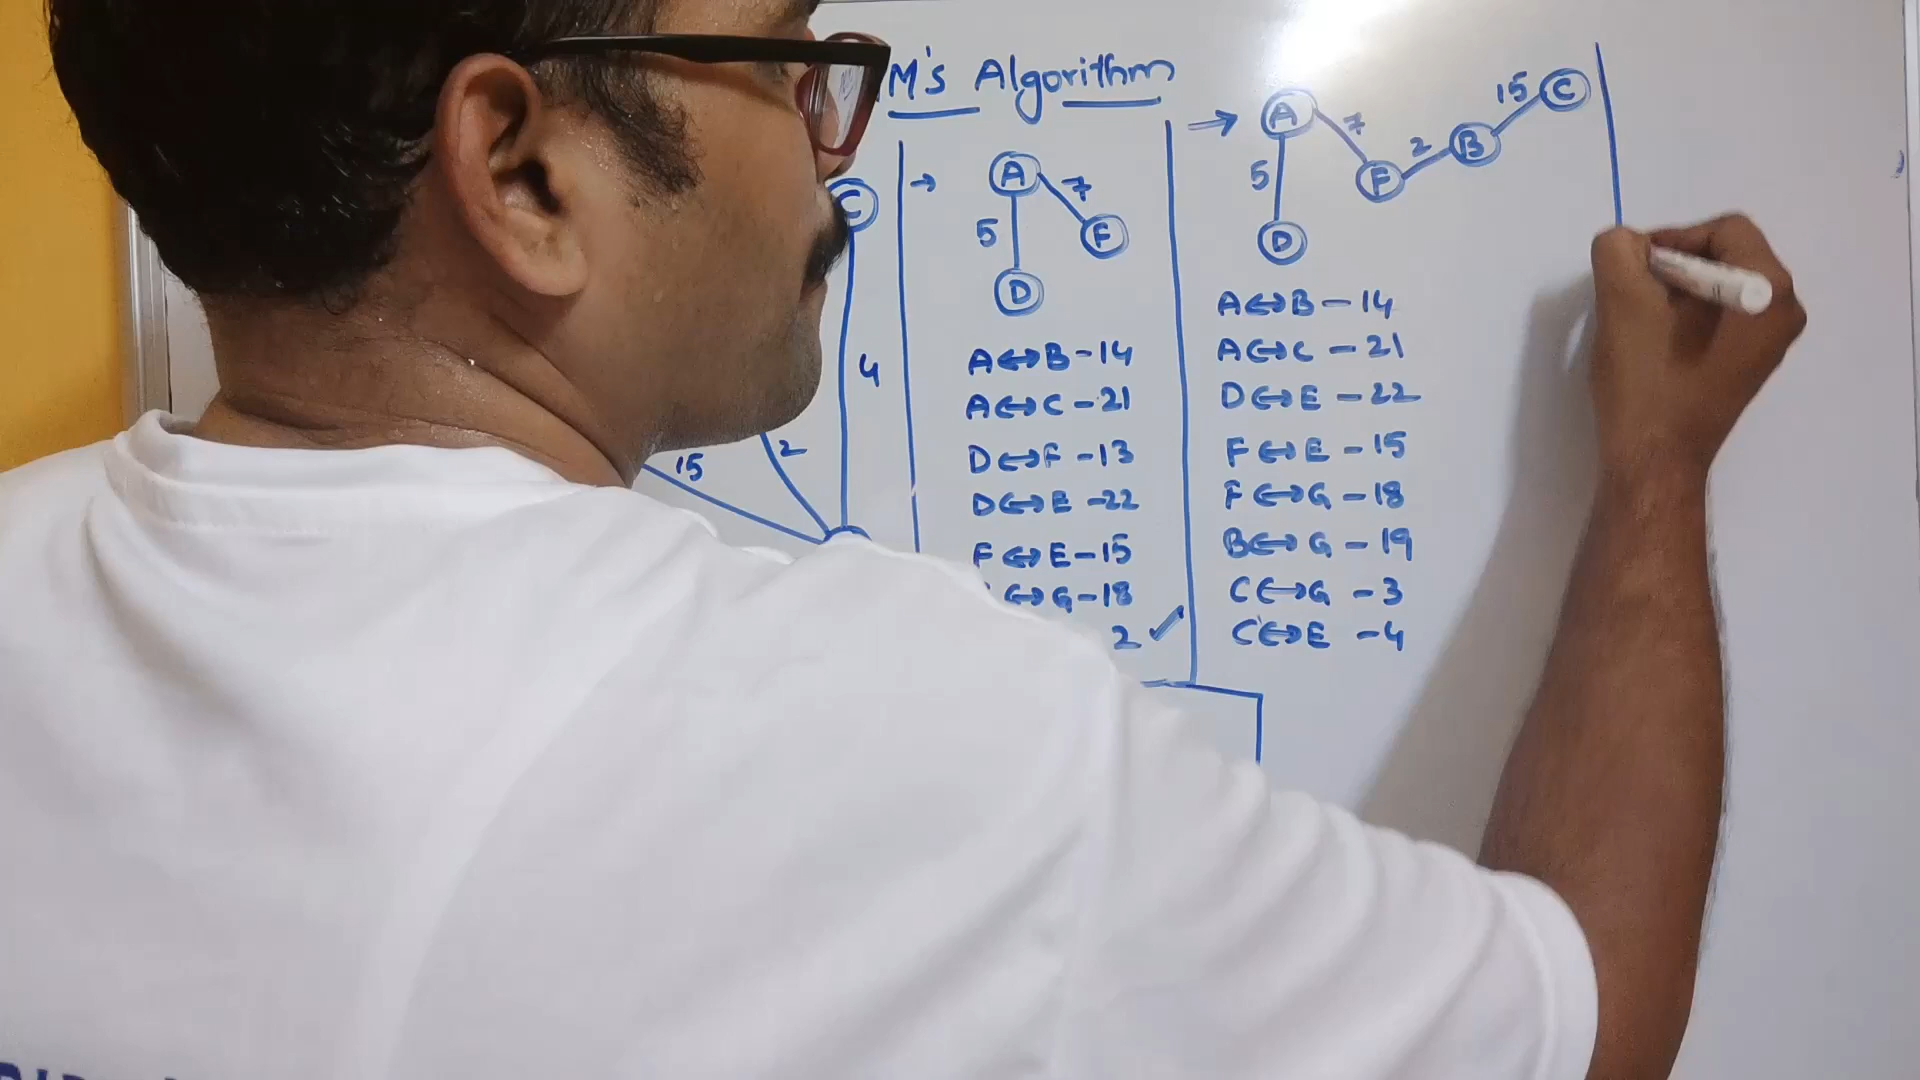 M's Algorithm
C
4
2
15
→ A 7
5 F
D
A↔B-14
A↔C-21
D↔F-13
D↔E-22
F↔E-15
↔G-18
2 ✓
→ A 7 F 2 B 15 C
5
D
A↔B-14
A↔C-21
D↔E-22
F↔E-15
F↔G-18
B↔G-19
C↔G-3
C↔E-4